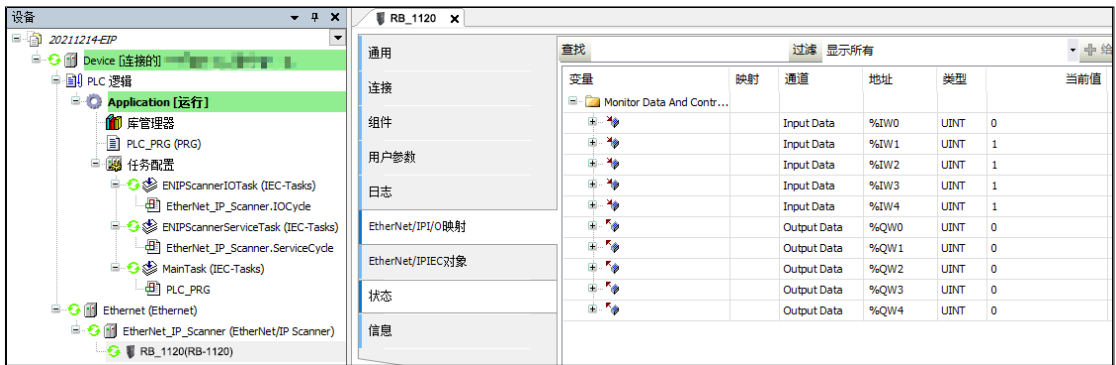 设备
20211214-EIP
Device [连接的]
PLC 逻辑
Application [运行]
库管理器
PLC_PRG (PRG)
任务配置
ENIPScannerIOTask (IEC-Tasks)
EtherNet_IP_Scanner.IOCycle
ENIPScannerServiceTask (IEC-Tasks)
EtherNet_IP_Scanner.ServiceCycle
MainTask (IEC-Tasks)
PLC_PRG
Ethernet (Ethernet)
EtherNet_IP_Scanner (EtherNet/IP Scanner)
RB_1120(RB-1120)
RB_1120
通用
连接
组件
用户参数
日志
EtherNet/IPI/O映射
EtherNet/IPIEC对象
状态
信息
查找 过滤 显示所有 给
变量 映射 通道 地址 类型 当前值
Monitor Data And Contr...
Input Data %IW0 UINT 0
Input Data %IW1 UINT 1
Input Data %IW2 UINT 1
Input Data %IW3 UINT 1
Input Data %IW4 UINT 1
Output Data %QW0 UINT 0
Output Data %QW1 UINT 0
Output Data %QW2 UINT 0
Output Data %QW3 UINT 0
Output Data %QW4 UINT 0